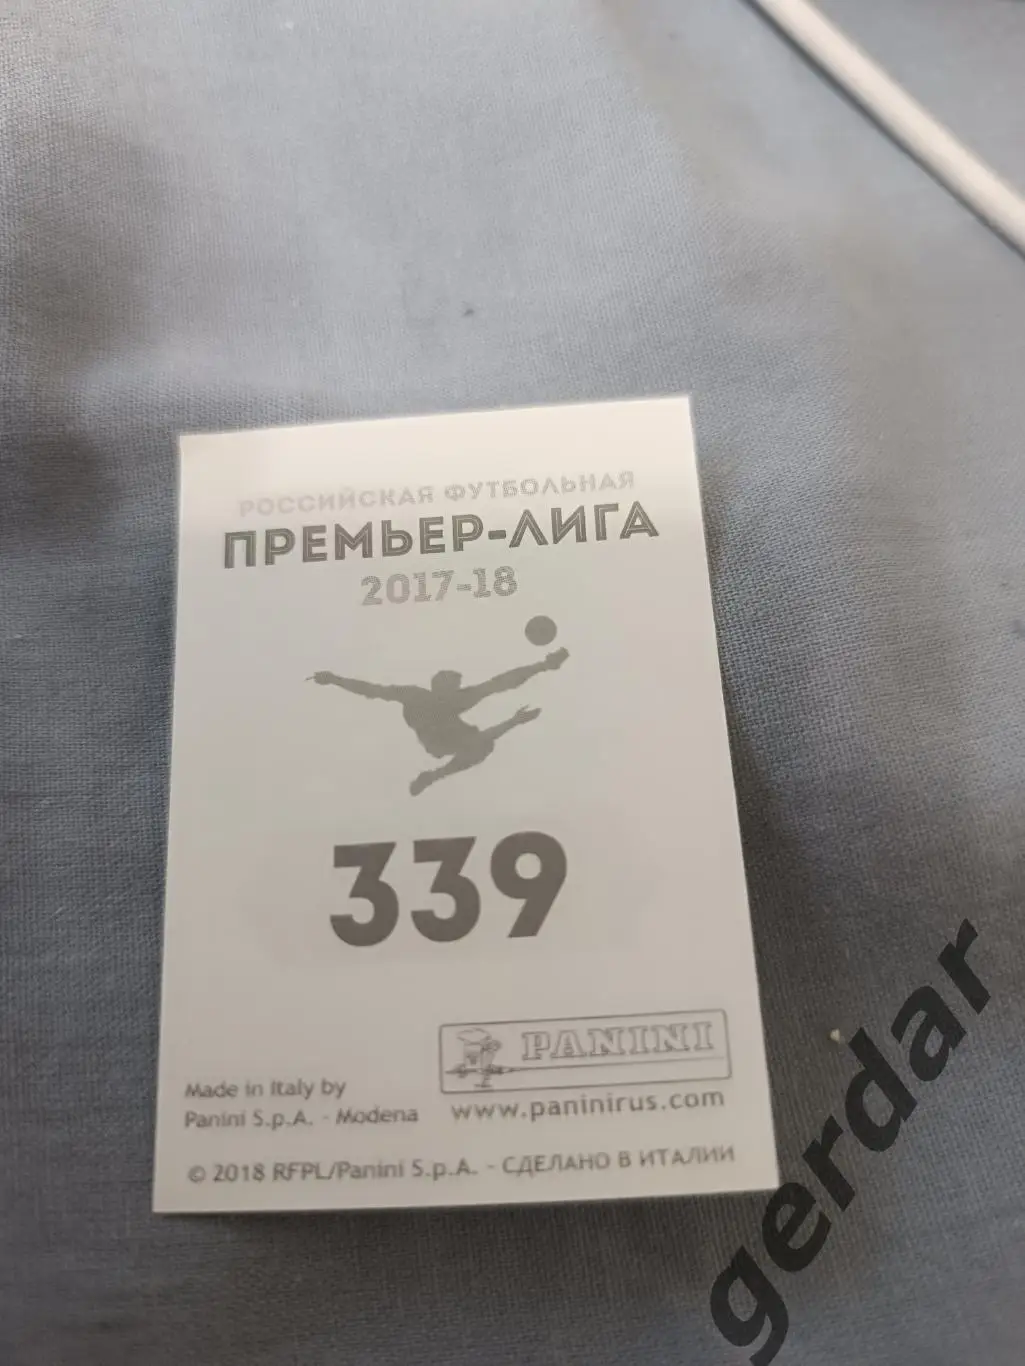 РОССИЙСКАЯ ФУТБОЛЬНАЯ
ПРЕМЬЕР-ЛИГА
2017-18
339
PANINI
Made in Italy by
Panini S.p.A. - Modena
www.paninirus.com
© 2018 RFPL/Panini S.p.A. - СДЕЛАНО В ИТАЛИИ
gerdar